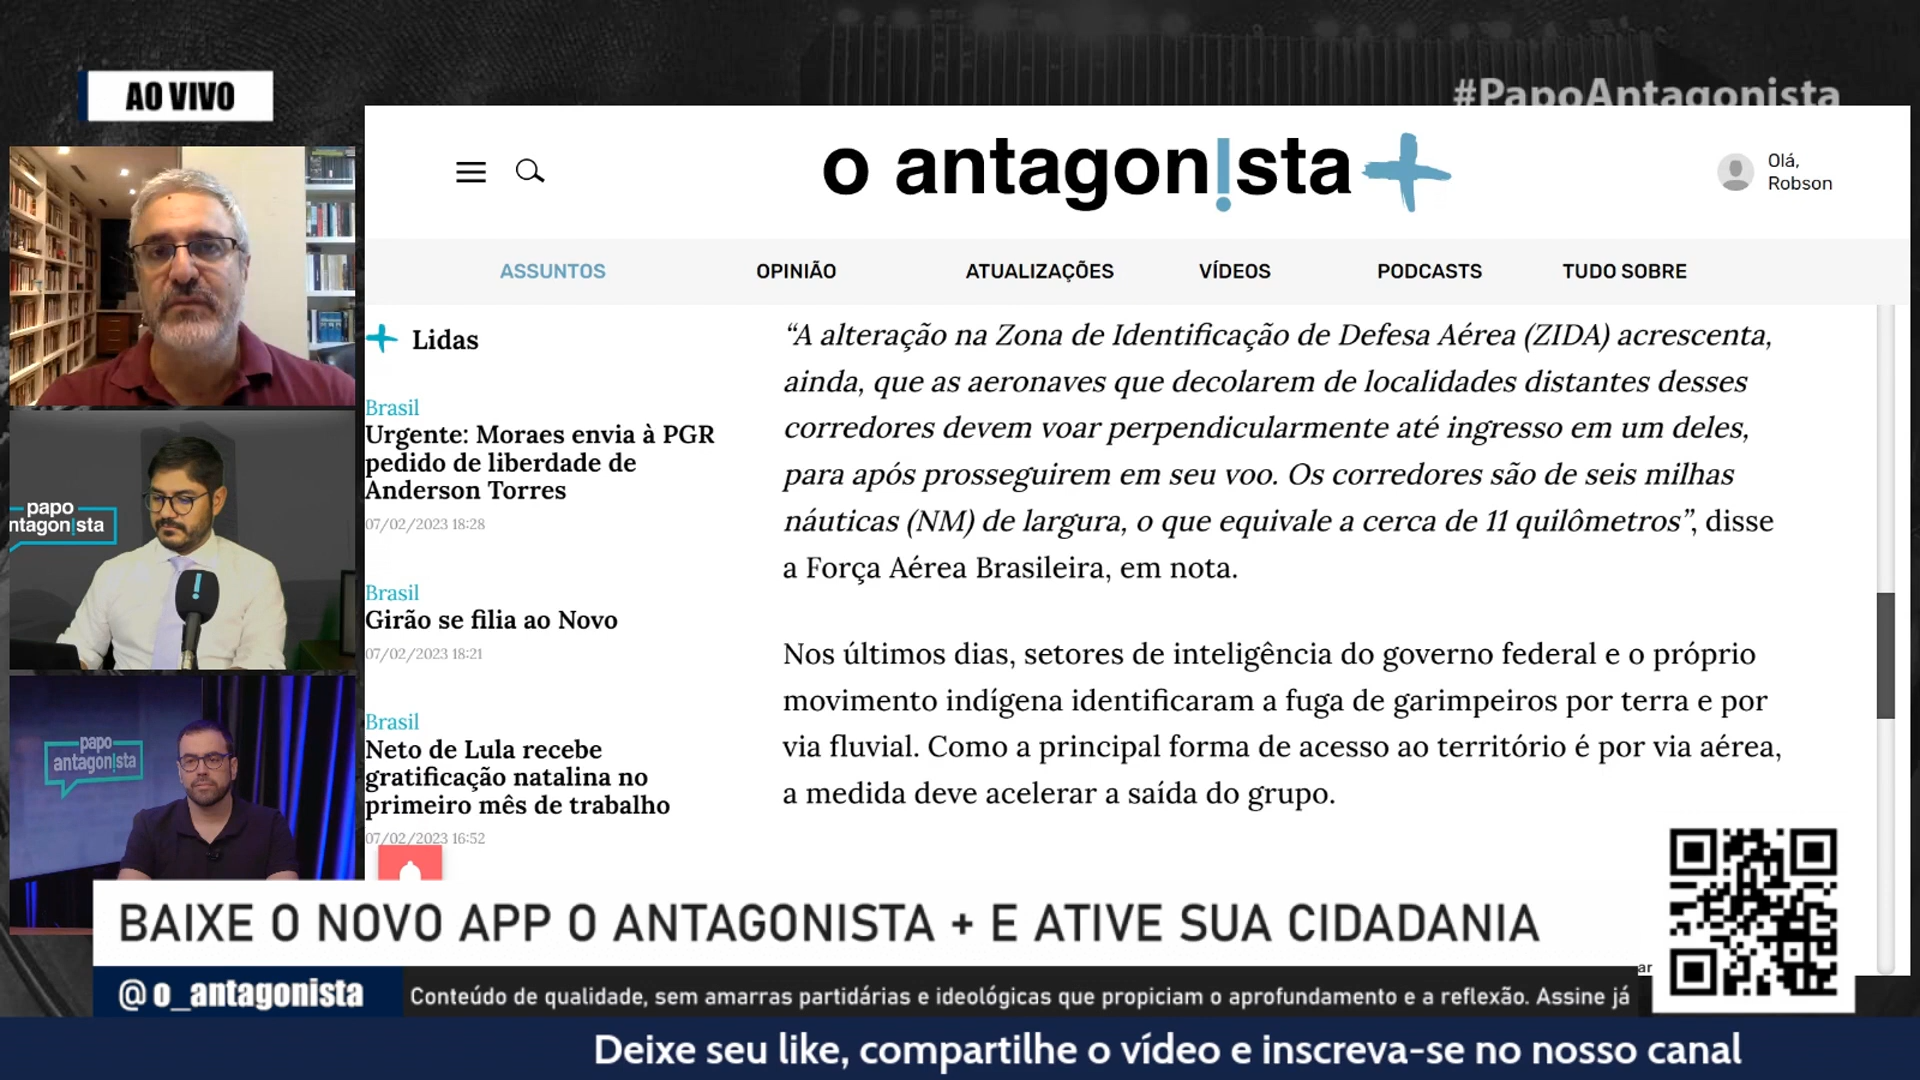 AO VIVO
#PapoAntagonista
o antagon!sta+
Olá,
Robson
ASSUNTOS
OPINIÃO
ATUALIZAÇÕES
VÍDEOS
PODCASTS
TUDO SOBRE
+ Lidas
Brasil
Urgente: Moraes envia à PGR
pedido de liberdade de
Anderson Torres
07/02/2023 18:28
Brasil
Girão se filia ao Novo
07/02/2023 18:21
Brasil
Neto de Lula recebe
gratificação natalina no
primeiro mês de trabalho
07/02/2023 16:52
“A alteração na Zona de Identificação de Defesa Aérea (ZIDA) acrescenta,
ainda, que as aeronaves que decolarem de localidades distantes desses
corredores devem voar perpendicularmente até ingresso em um deles,
para após prosseguirem em seu voo. Os corredores são de seis milhas
náuticas (NM) de largura, o que equivale a cerca de 11 quilômetros”, disse
a Força Aérea Brasileira, em nota.
Nos últimos dias, setores de inteligência do governo federal e o próprio
movimento indígena identificaram a fuga de garimpeiros por terra e por
via fluvial. Como a principal forma de acesso ao território é por via aérea,
a medida deve acelerar a saída do grupo.
papo
ntagon!sta
papo
antagon!sta
BAIXE O NOVO APP O ANTAGONISTA + E ATIVE SUA CIDADANIA
ar
@o_antagonista
Conteúdo de qualidade, sem amarras partidárias e ideológicas que propiciam o aprofundamento e a reflexão. Assine já
Deixe seu like, compartilhe o vídeo e inscreva-se no nosso canal